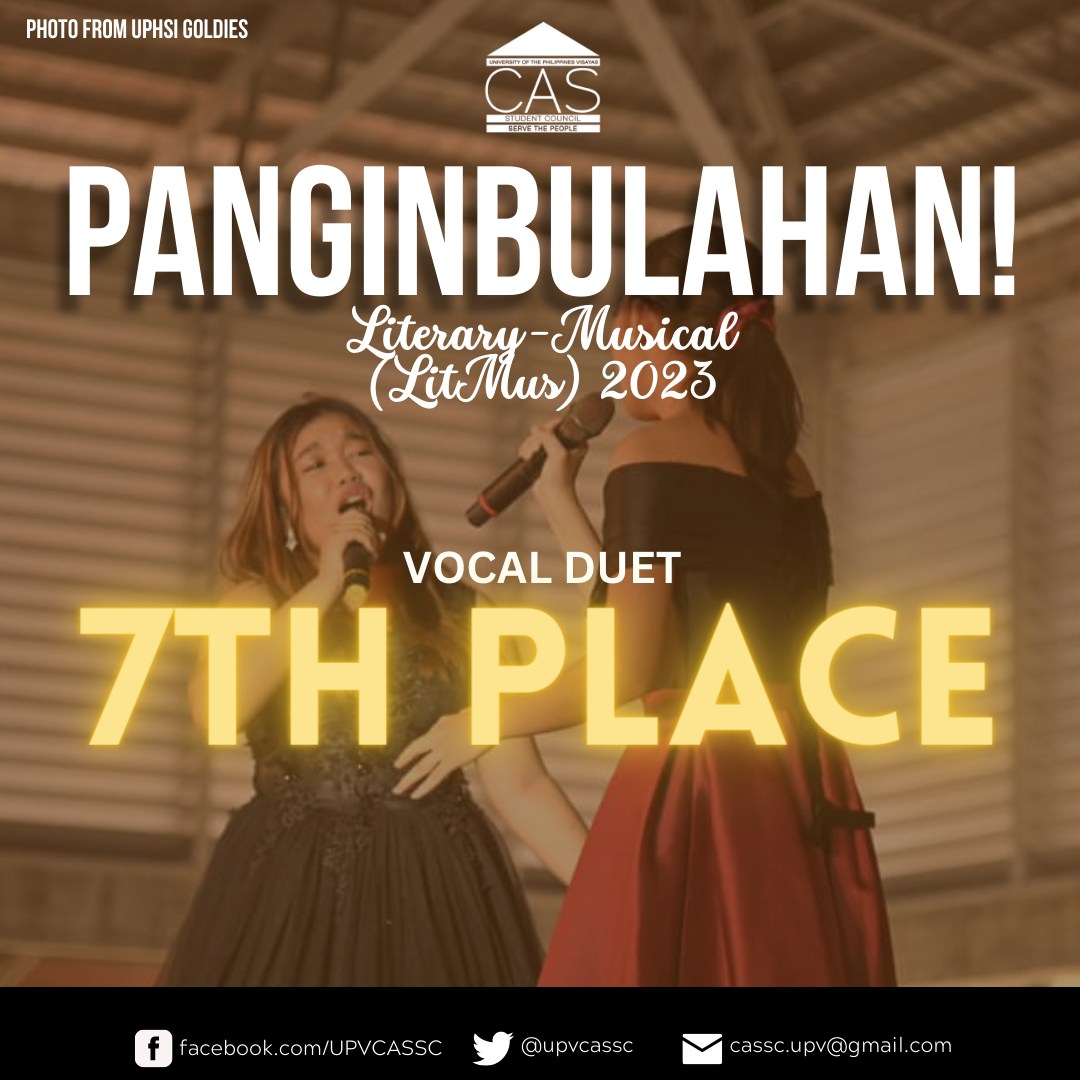 PHOTO FROM UPHSI GOLDIES
UNIVERSITY OF THE PHILIPPINES VISAYAS
CAS
STUDENT COUNCIL
SERVE THE PEOPLE
PANGINBULAHAN!
Literary-Musical
(LitMus) 2023
VOCAL DUET
7TH PLACE
facebook.com/UPVCASSC
@upvcassc
cassc.upv@gmail.com